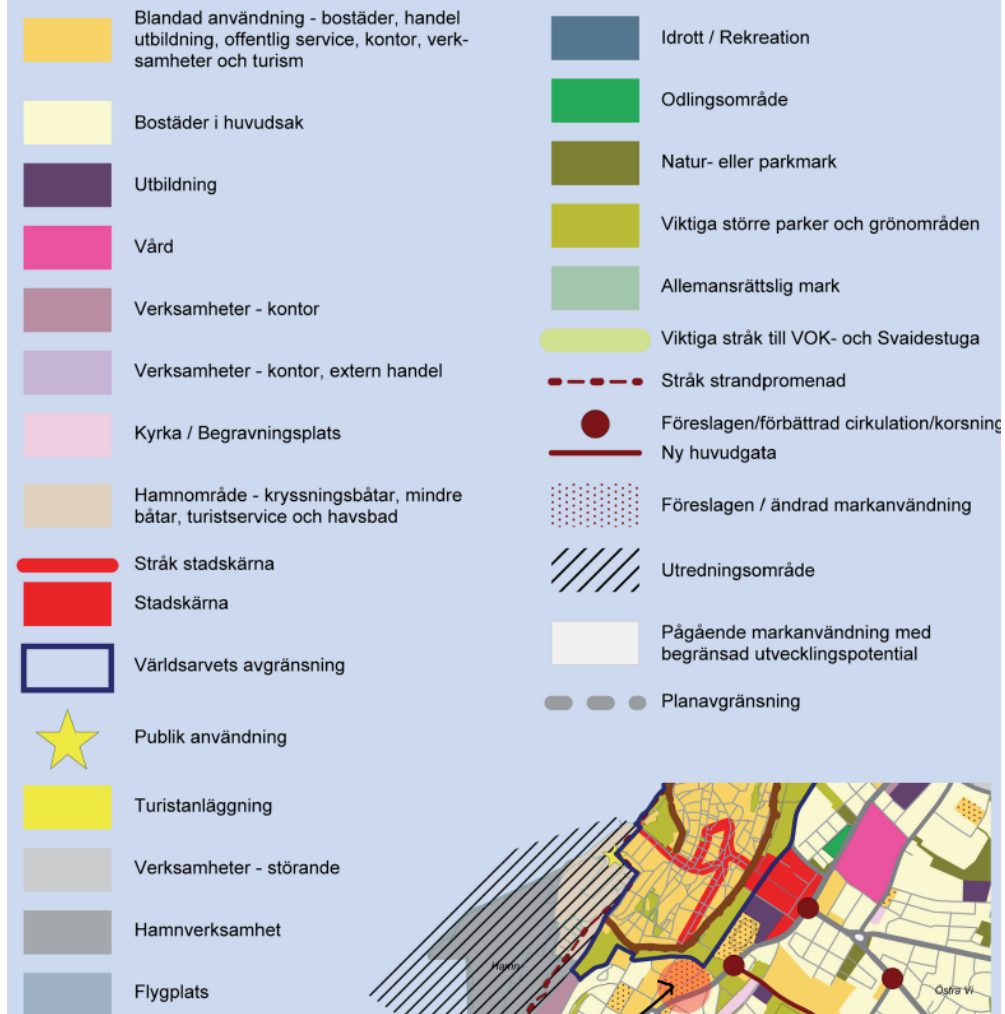 Blandad användning - bostäder, handel
utbildning, offentlig service, kontor, verk-
samheter och turism
Bostäder i huvudsak
Utbildning
Vård
Verksamheter - kontor
Verksamheter - kontor, extern handel
Kyrka / Begravningsplats
Hamnområde - kryssningsbåtar, mindre
båtar, turistservice och havsbad
Stråk stadskärna
Stadskärna
Världsarvets avgränsning
Publik användning
Turistanläggning
Verksamheter - störande
Hamnverksamhet
Flygplats
Idrott / Rekreation
Odlingsområde
Natur- eller parkmark
Viktiga större parker och grönområden
Allemansrättslig mark
Viktiga stråk till VOK- och Svaidestuga
Stråk strandpromenad
Föreslagen/förbättrad cirkulation/korsning
Ny huvudgata
Föreslagen / ändrad markanvändning
Utredningsområde
Pågående markanvändning med
begränsad utvecklingspotential
Planavgränsning
Hamn
Östra Vi